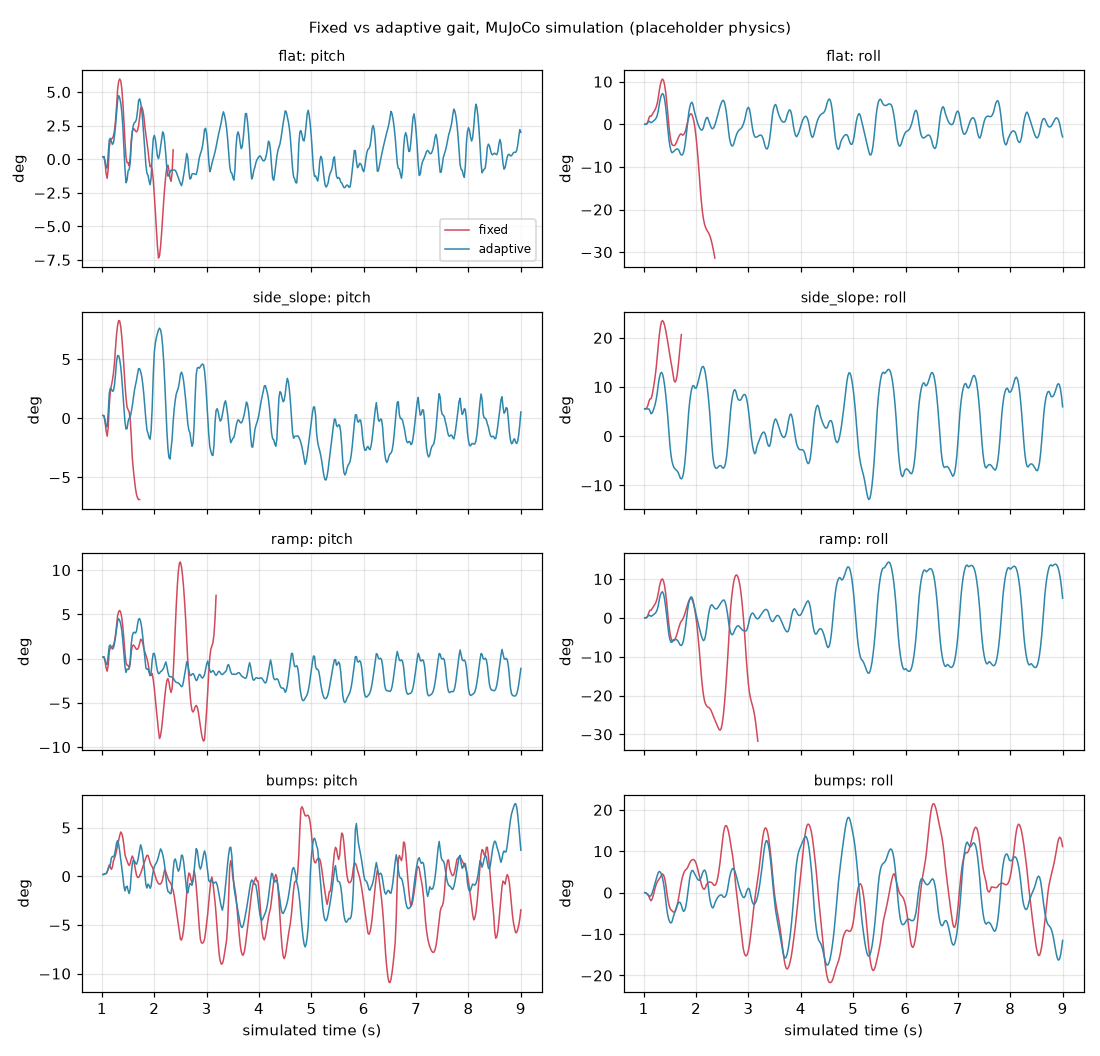 Fixed vs adaptive gait, MuJoCo simulation (placeholder physics)
flat: pitch
flat: roll
deg
5.0
2.5
0.0
−2.5
−5.0
−7.5
fixed
adaptive
deg
10
0
−10
−20
−30
side_slope: pitch
side_slope: roll
deg
5
0
−5
deg
20
10
0
−10
ramp: pitch
ramp: roll
deg
10
5
0
−5
−10
deg
10
0
−10
−20
−30
bumps: pitch
bumps: roll
deg
5
0
−5
−10
1 2 3 4 5 6 7 8 9
simulated time (s)
deg
20
10
0
−10
−20
1 2 3 4 5 6 7 8 9
simulated time (s)